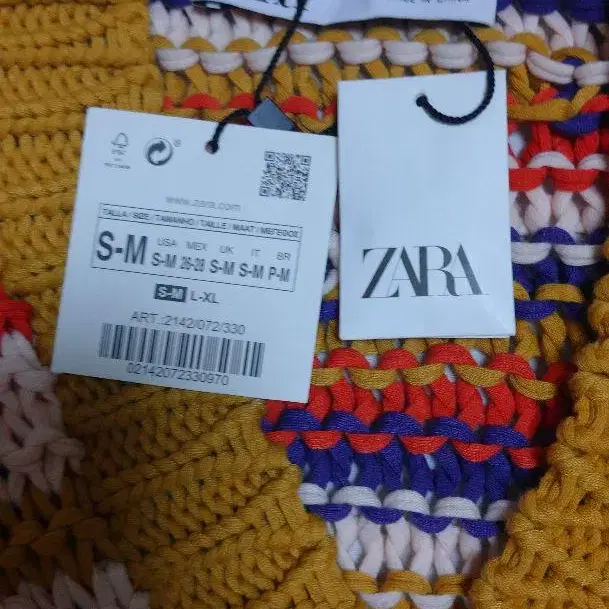 www.zara.com
TALLA / SIZE / TAMANHO / TAILLE / MAAT / ΜΕΓΕΘΟΣ
S-M USA MEX UK IT BR
S-M 26-28 S-M S-M P-M
S-M L-XL
ART.:2142/072/330
02142072330970
ZARA